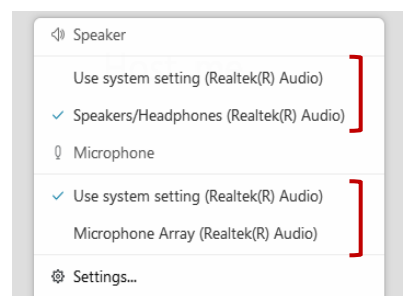 Speaker
Use system setting (Realtek(R) Audio)
Speakers/Headphones (Realtek(R) Audio)
Microphone
Use system setting (Realtek(R) Audio)
Microphone Array (Realtek(R) Audio)
Settings...